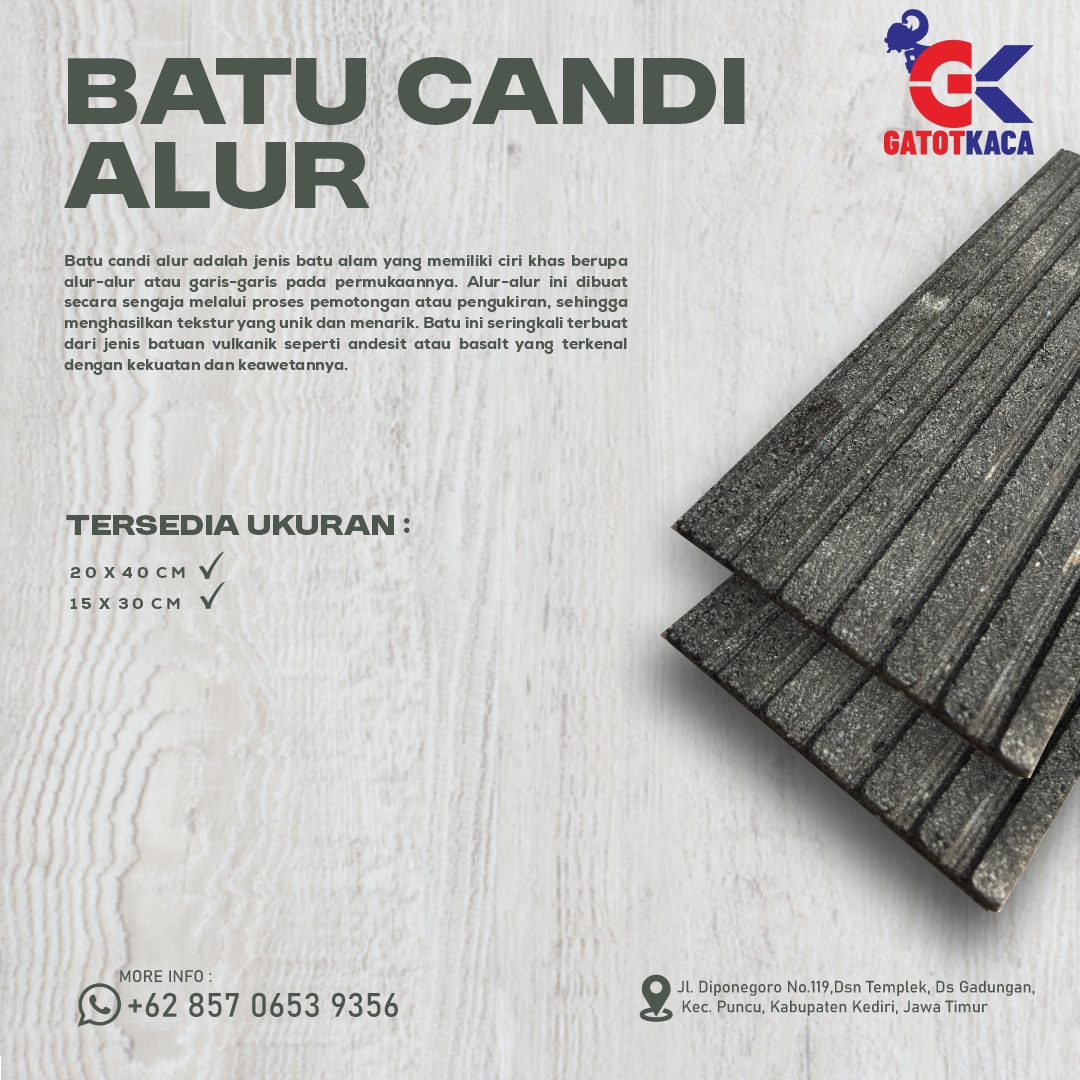 BATU CANDI
ALUR
GK
GATOTKACA
Batu candi alur adalah jenis batu alam yang memiliki ciri khas berupa
alur-alur atau garis-garis pada permukaannya. Alur-alur ini dibuat
secara sengaja melalui proses pemotongan atau pengukiran, sehingga
menghasilkan tekstur yang unik dan menarik. Batu ini seringkali terbuat
dari jenis batuan vulkanik seperti andesit atau basalt yang terkenal
dengan kekuatan dan keawetannya.
TERSEDIA UKURAN :
20 X 40 CM ✓
15 X 30 CM ✓
MORE INFO :
+62 857 0653 9356
Jl. Diponegoro No.119,Dsn Templek, Ds Gadungan,
Kec. Puncu, Kabupaten Kediri, Jawa Timur